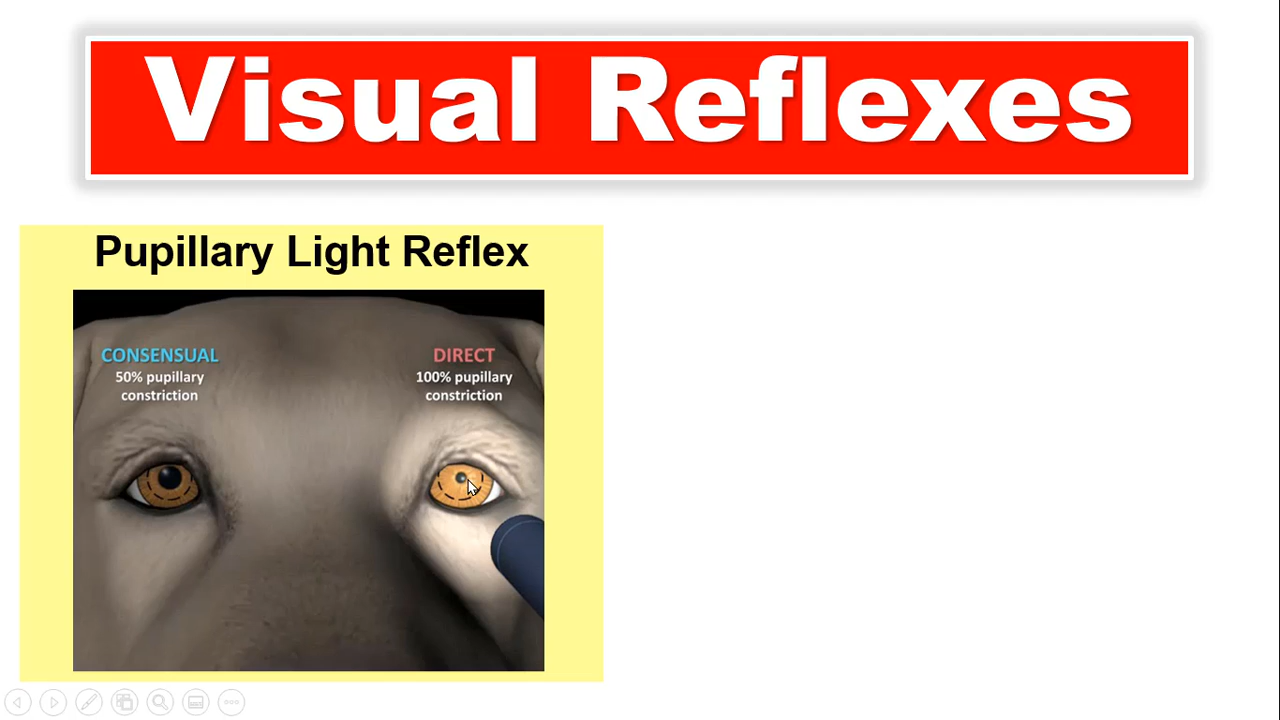 Visual Reflexes
Pupillary Light Reflex
CONSENSUAL
50% pupillary
constriction
DIRECT
100% pupillary
constriction